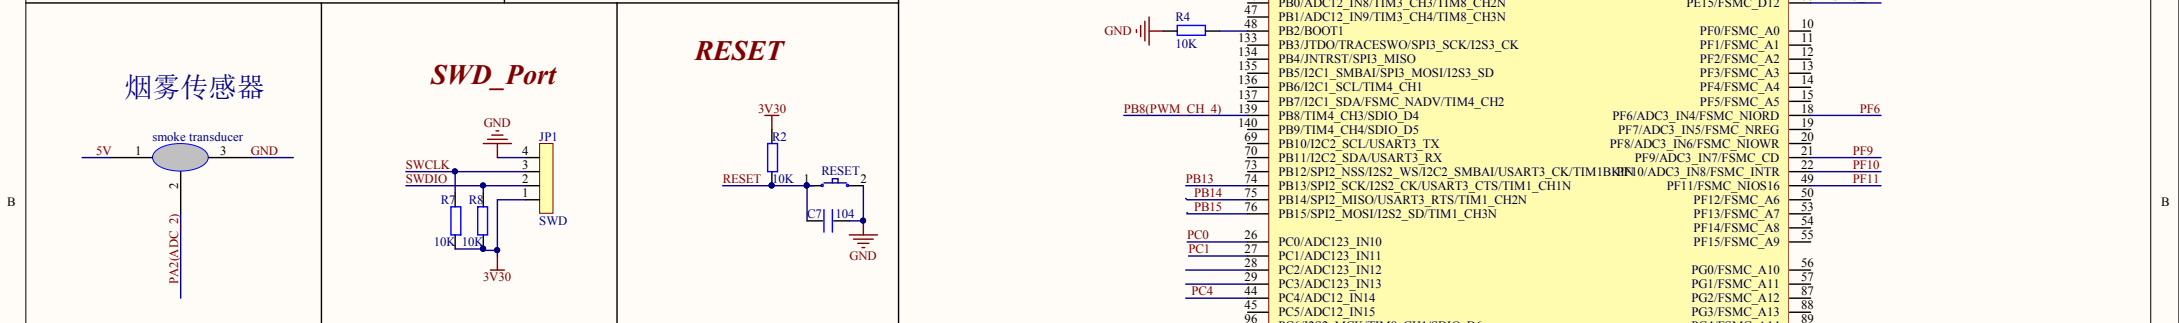 B
烟雾传感器
smoke transducer
5V
1
3
GND
2
PA2(ADC_2)
SWD_Port
GND
JP1
4
SWCLK
3
SWDIO
2
1
R7
R8
SWD
10K
10K
3V30
RESET
3V30
R2
RESET
10K
1
RESET
2
C7
104
GND
GND
R4
10K
PB0/ADC12_IN8/TIM3_CH3/TIM8_CH2N
47
PB1/ADC12_IN9/TIM3_CH4/TIM8_CH3N
48
PB2/BOOT1
133
PB3/JTDO/TRACESWO/SPI3_SCK/I2S3_CK
134
PB4/JNTRST/SPI3_MISO
135
PB5/I2C1_SMBAI/SPI3_MOSI/I2S3_SD
136
PB6/I2C1_SCL/TIM4_CH1
137
PB7/I2C1_SDA/FSMC_NADV/TIM4_CH2
PB8(PWM_CH_4)
139
PB8/TIM4_CH3/SDIO_D4
140
PB9/TIM4_CH4/SDIO_D5
69
PB10/I2C2_SCL/USART3_TX
70
PB11/I2C2_SDA/USART3_RX
73
PB12/SPI2_NSS/I2S2_WS/I2C2_SMBAI/USART3_CK/TIM1BKIN
PB13
74
PB13/SPI2_SCK/I2S2_CK/USART3_CTS/TIM1_CH1N
PB14
75
PB14/SPI2_MISO/USART3_RTS/TIM1_CH2N
PB15
76
PB15/SPI2_MOSI/I2S2_SD/TIM1_CH3N
PC0
26
PC0/ADC123_IN10
PC1
27
PC1/ADC123_IN11
28
PC2/ADC123_IN12
29
PC3/ADC123_IN13
PC4
44
PC4/ADC12_IN14
45
PC5/ADC12_IN15
96
PE15/FSMC_D12
PF0/FSMC_A0
10
PF1/FSMC_A1
11
PF2/FSMC_A2
12
PF3/FSMC_A3
13
PF4/FSMC_A4
14
PF5/FSMC_A5
15
PF6/ADC3_IN4/FSMC_NIORD
18
PF6
PF7/ADC3_IN5/FSMC_NREG
19
PF8/ADC3_IN6/FSMC_NIOWR
20
PF9/ADC3_IN7/FSMC_CD
21
PF9
PF10/ADC3_IN8/FSMC_INTR
22
PF10
PF11/FSMC_NIOS16
49
PF11
PF12/FSMC_A6
50
PF13/FSMC_A7
53
PF14/FSMC_A8
54
PF15/FSMC_A9
55
PG0/FSMC_A10
56
PG1/FSMC_A11
57
PG2/FSMC_A12
87
PG3/FSMC_A13
88
89
B